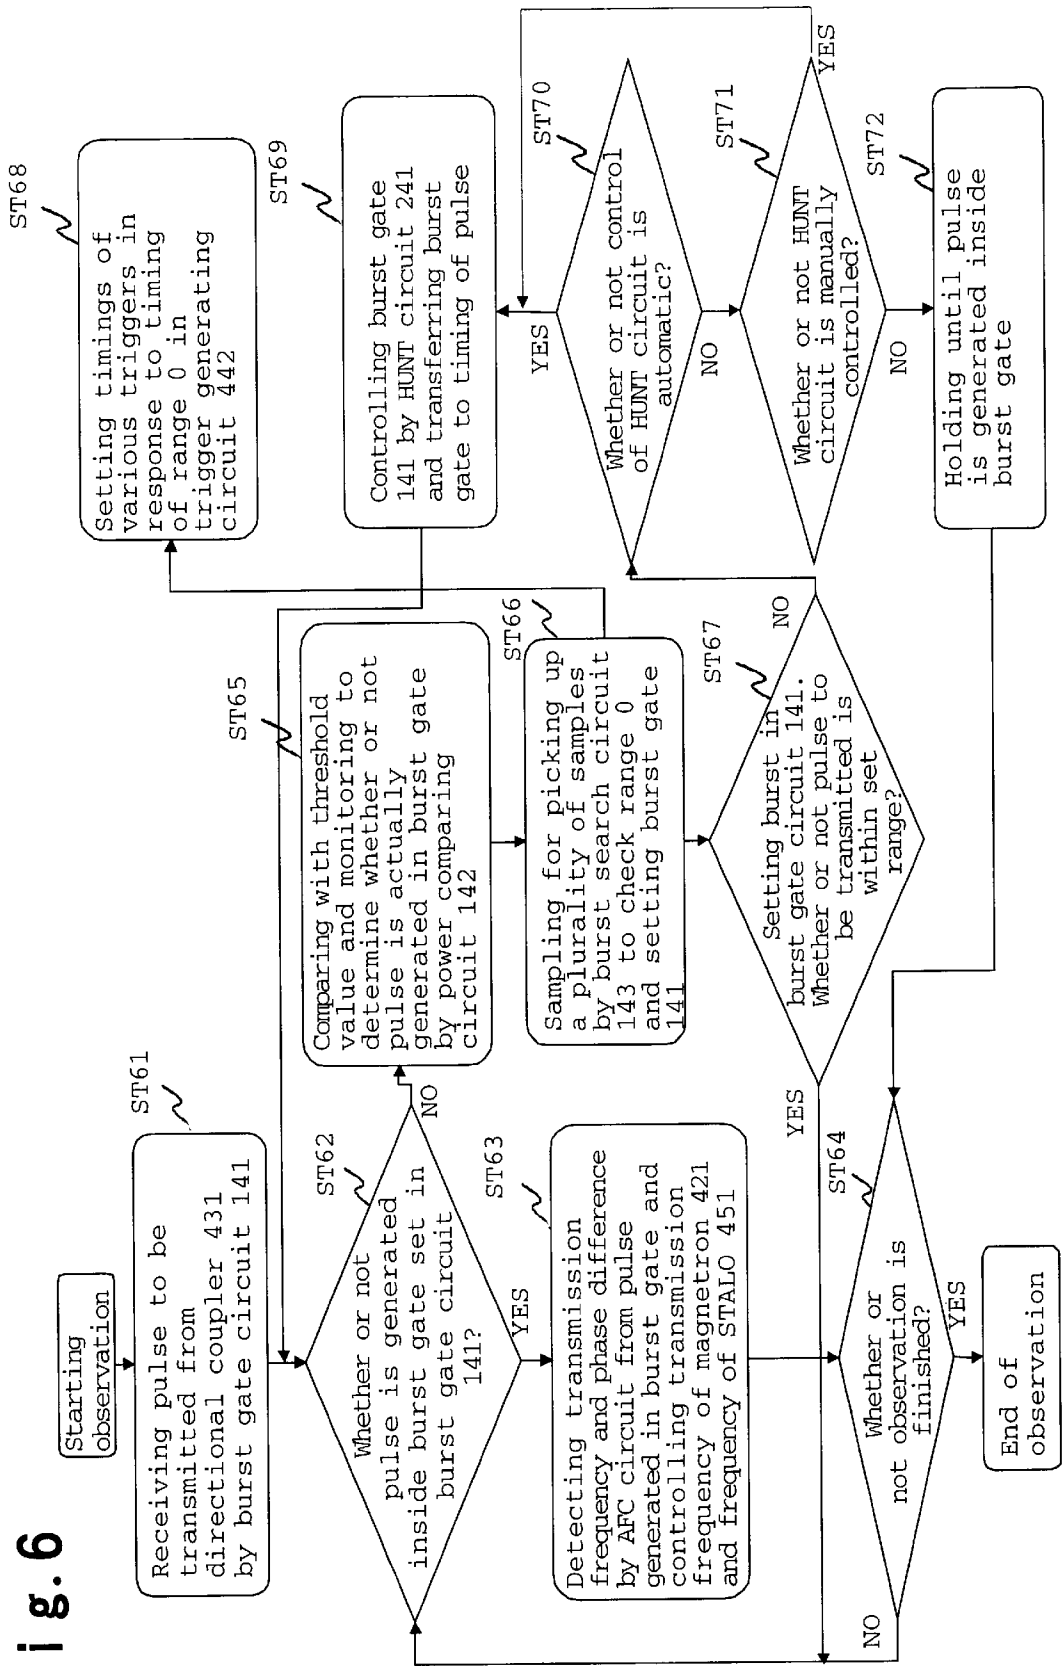 ig.6
Starting
observation
ST61
Receiving pulse to be
transmitted from
directional coupler 431
by burst gate circuit 141
ST62
Whether or not
pulse is generated
inside burst gate set in
burst gate circuit
141?
NO
YES
ST63
Detecting transmission
frequency and phase difference
by AFC circuit from pulse
generated in burst gate and
controlling transmission
frequency of magnetron 421
and frequency of STALO 451
ST64
Whether or
not observation is
finished?
NO
YES
End of
observation
ST65
Comparing with threshold
value and monitoring to
determine whether or not
pulse is actually
generated in burst gate
by power comparing
circuit 142
ST66
Sampling for picking up
a plurality of samples
by burst search circuit
143 to check range 0
and setting burst gate
141
ST67
Setting burst in
burst gate circuit 141.
Whether or not pulse to
be transmitted is
within set
range?
YES
NO
ST68
Setting timings of
various triggers in
response to timing
of range 0 in
trigger generating
circuit 442
ST69
Controlling burst gate
141 by HUNT circuit 241
and transferring burst
gate to timing of pulse
ST70
YES
Whether or not control
of HUNT circuit is
automatic?
NO
ST71
Whether or not HUNT
circuit is manually
controlled?
YES
NO
ST72
Holding until pulse
is generated inside
burst gate